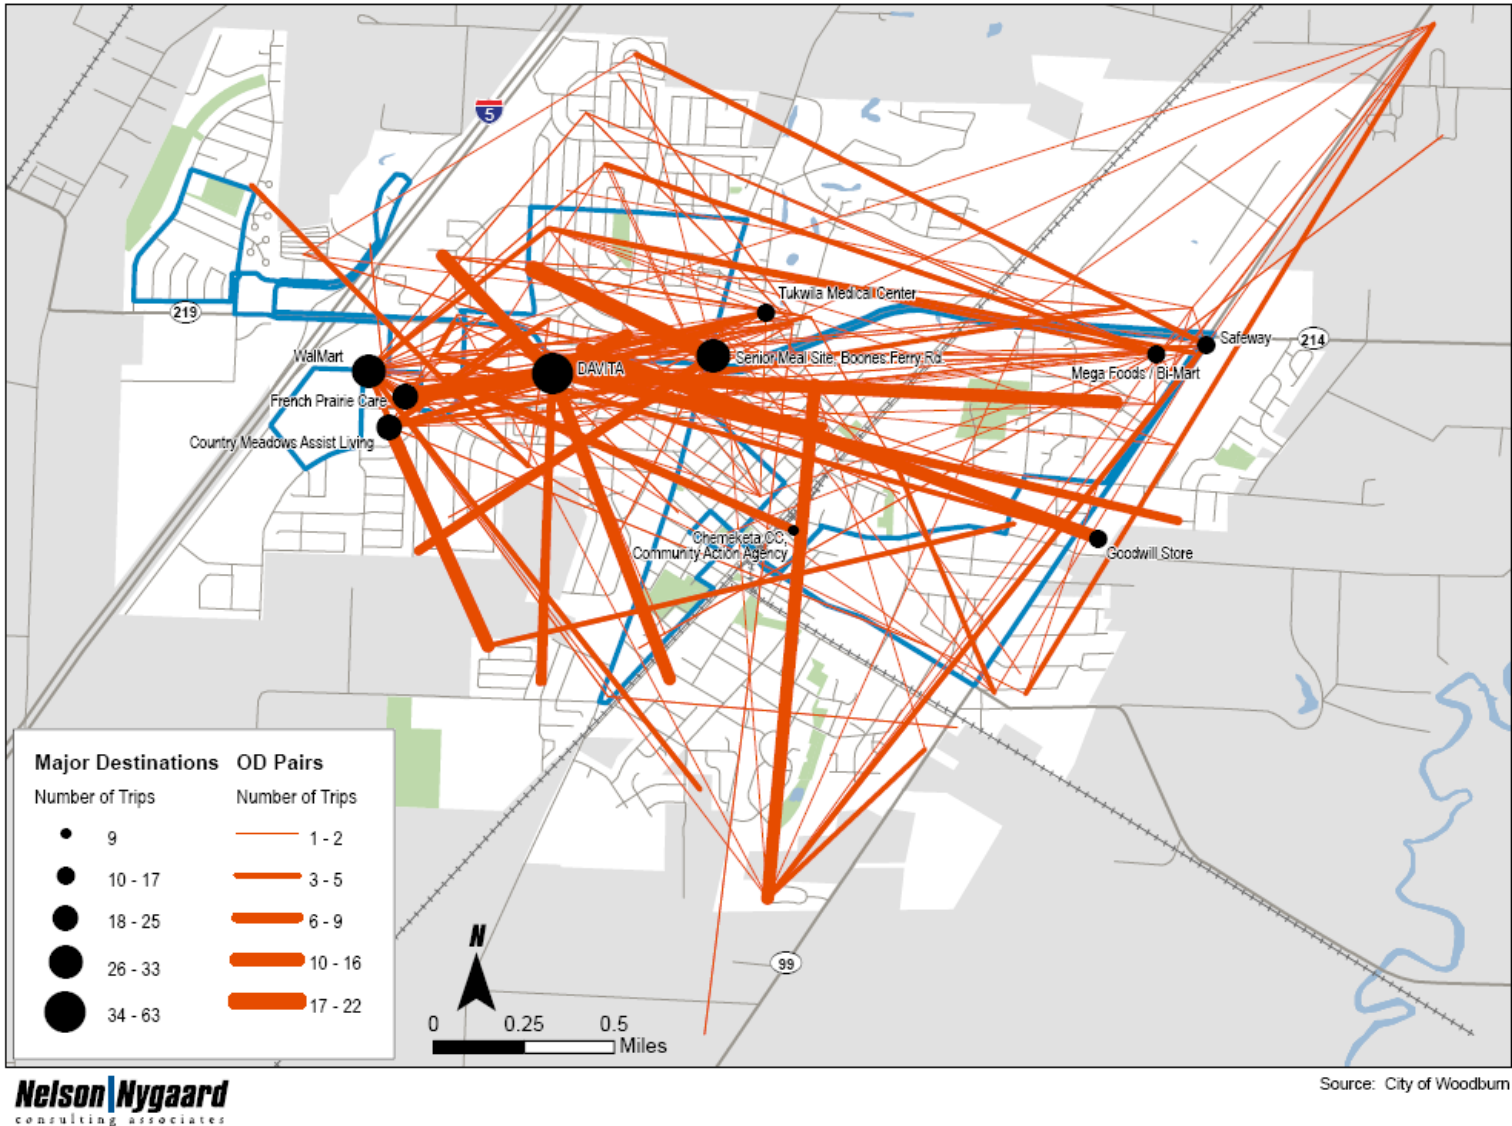 5
219
Tukwila Medical Center
Safeway
214
WalMart
DAVITA
Senior Meal Site, Boones Ferry Rd.
Mega Foods / Bi-Mart
French Prairie Care
Country Meadows Assist Living
Chemeketa CC,
Community Action Agency
Goodwill Store
Major Destinations OD Pairs
Number of Trips Number of Trips
9 1 - 2
10 - 17 3 - 5
18 - 25 6 - 9
26 - 33 10 - 16
34 - 63 17 - 22
N
0 0.25 0.5
Miles
99
Nelson Nygaard
consulting associates
Source: City of Woodburn